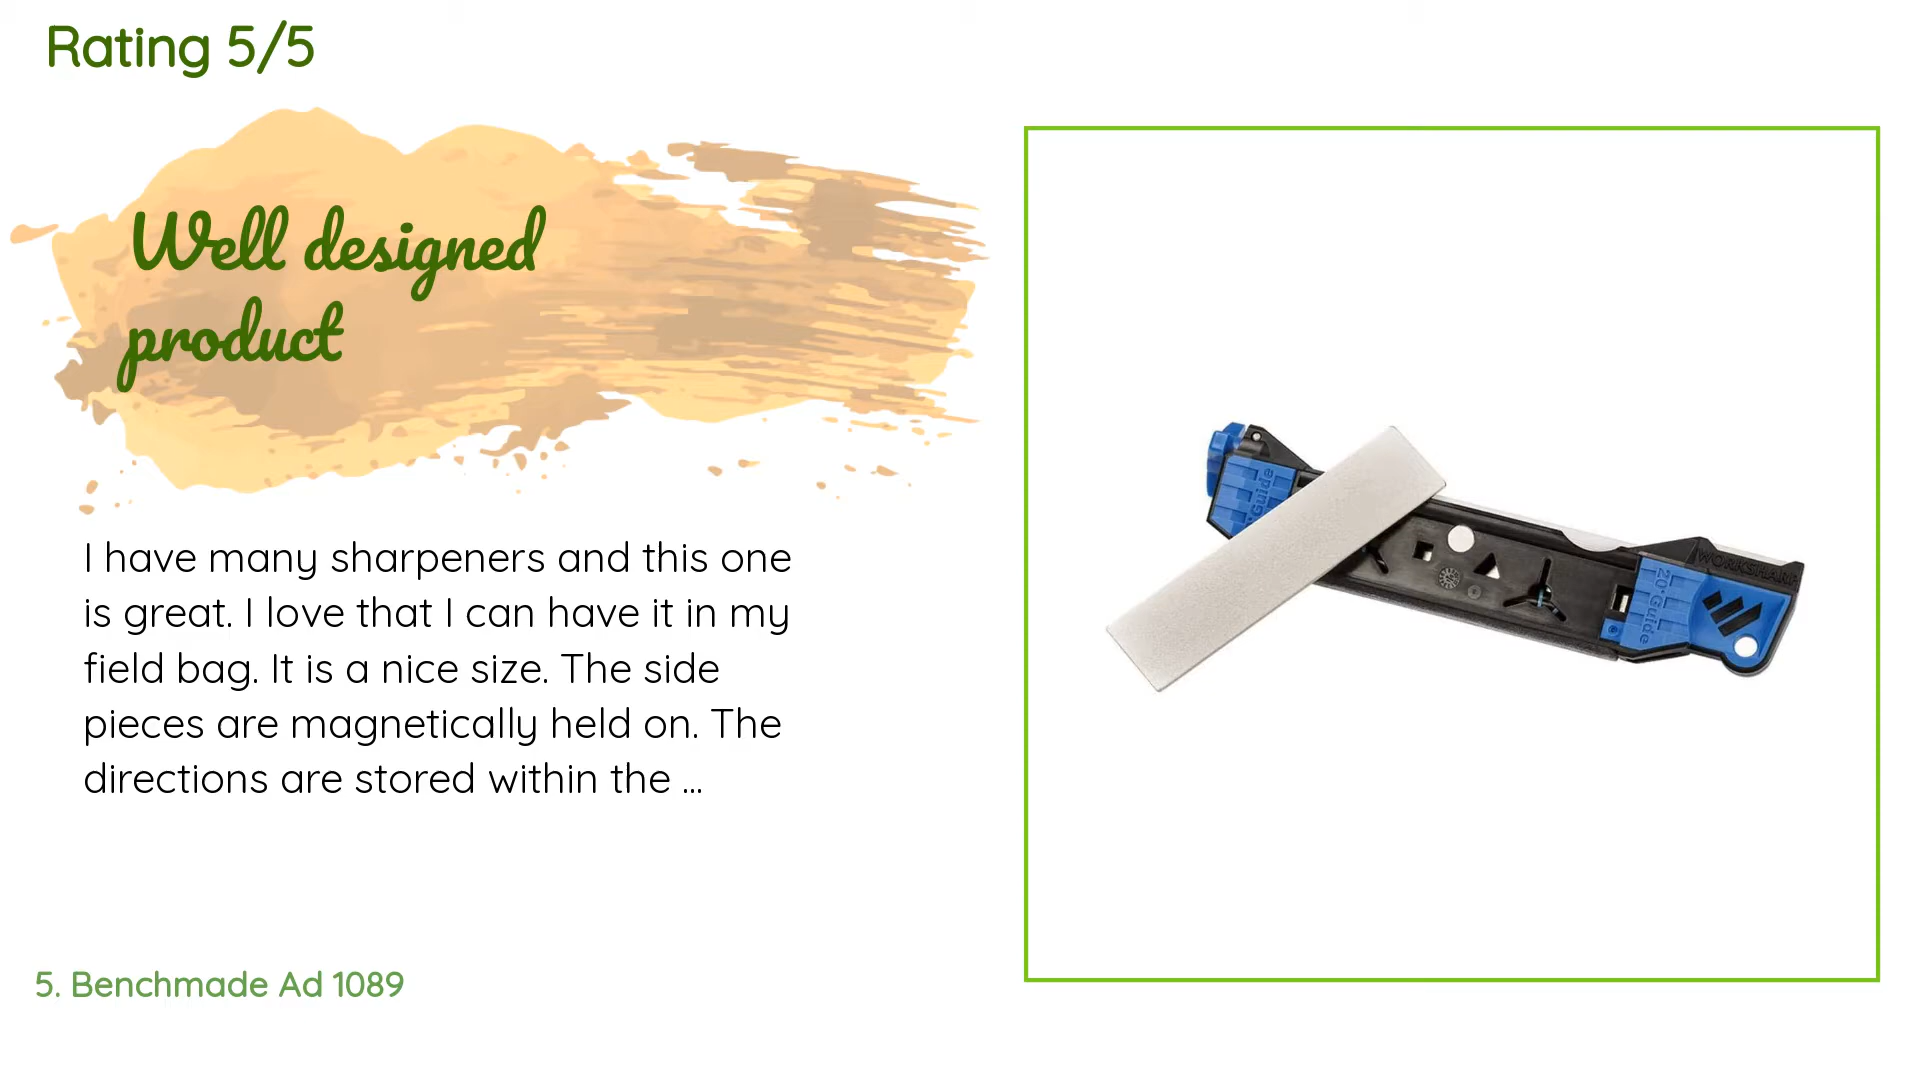 Rating 5/5
Well designed
product
I have many sharpeners and this one
is great. I love that I can have it in my
field bag. It is a nice size. The side
pieces are magnetically held on. The
directions are stored within the ...
Guide
WORKSHARP
20° Guide
5. Benchmade Ad 1089